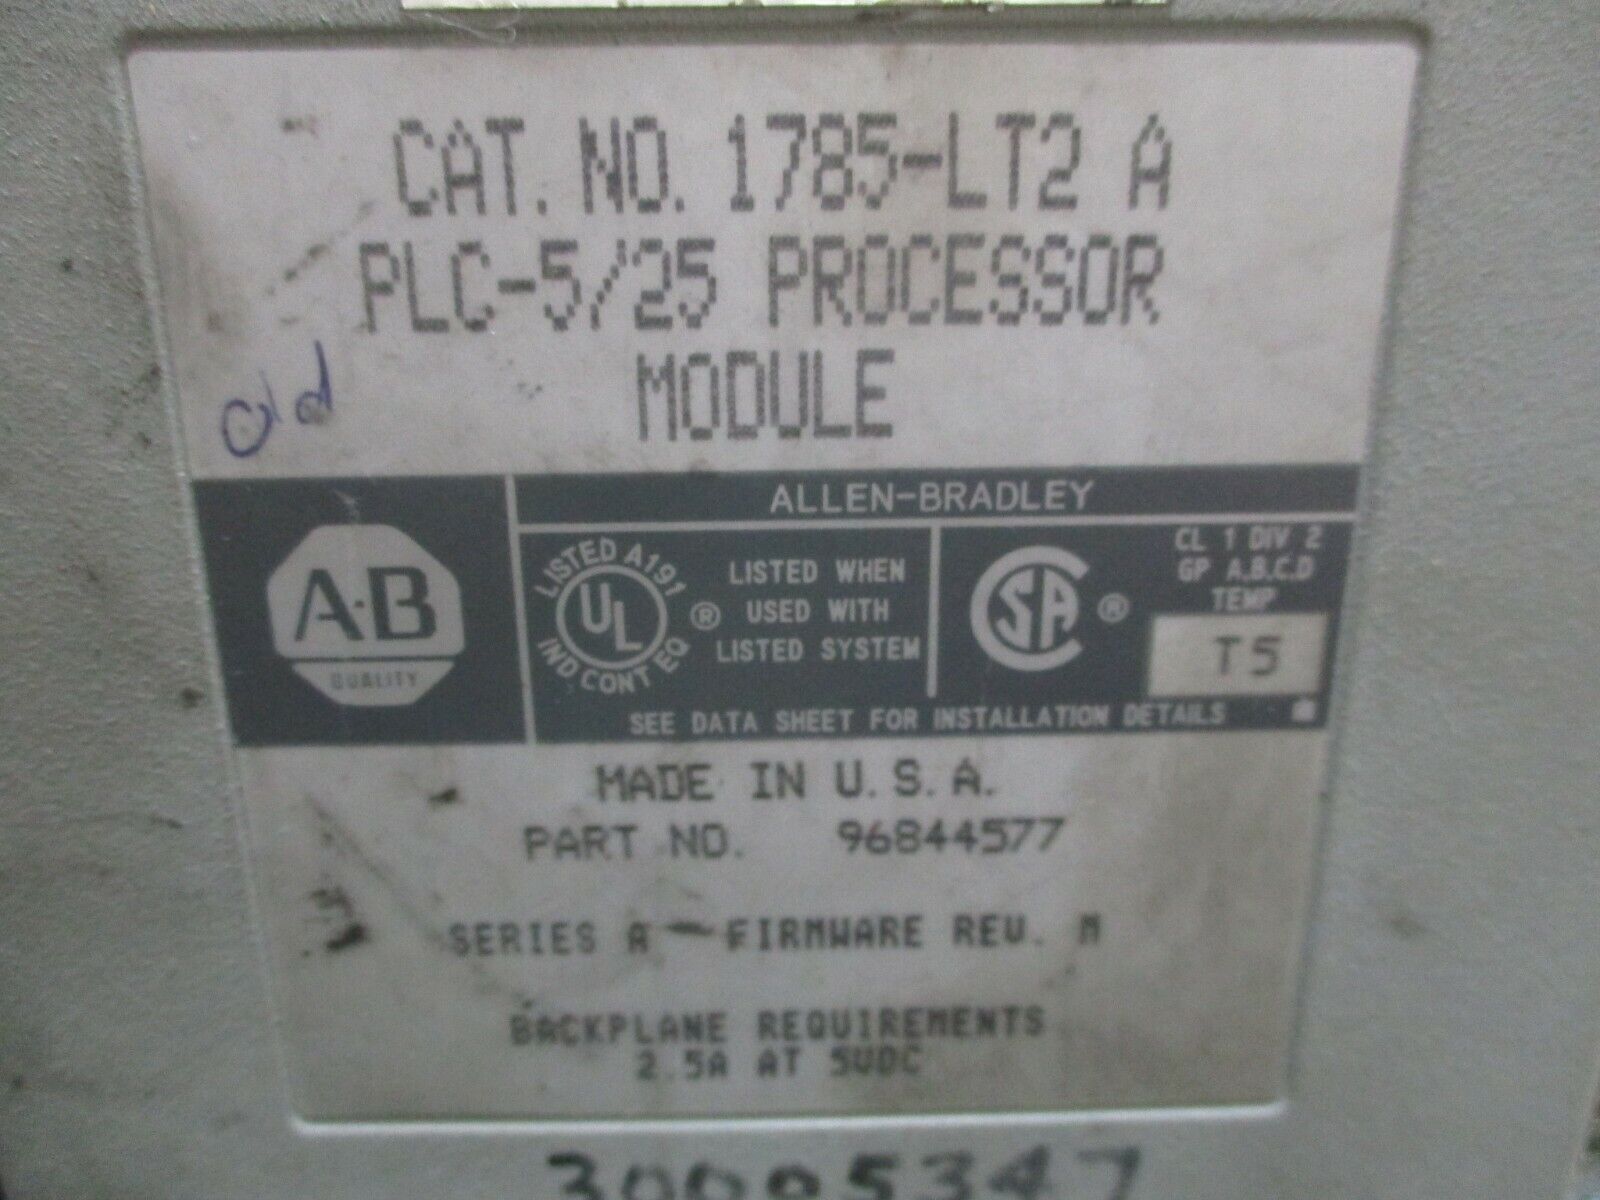 CAT. NO. 1785-LT2 A
PLC-5/25 PROCESSOR
MODULE
old
ALLEN-BRADLEY
A·B
QUALITY
LISTED A191
UL
IND CONT EQ
®
LISTED WHEN
USED WITH
LISTED SYSTEM
CSA
®
CL 1 DIV 2
GP A,B,C,D
TEMP
T5
SEE DATA SHEET FOR INSTALLATION DETAILS
MADE IN U.S.A.
PART NO. 96844577
SERIES A - FIRMWARE REV. M
BACKPLANE REQUIREMENTS
2.5A AT 5VDC
30005347